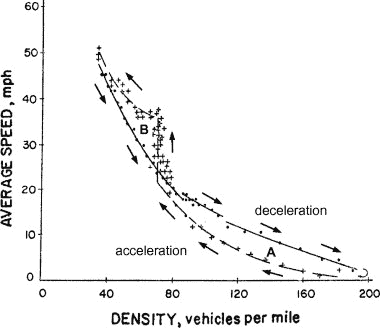 60
50
40
30
20
10
0
AVERAGE SPEED, mph
B
A
deceleration
acceleration
0 40 80 120 160 200
DENSITY, vehicles per mile